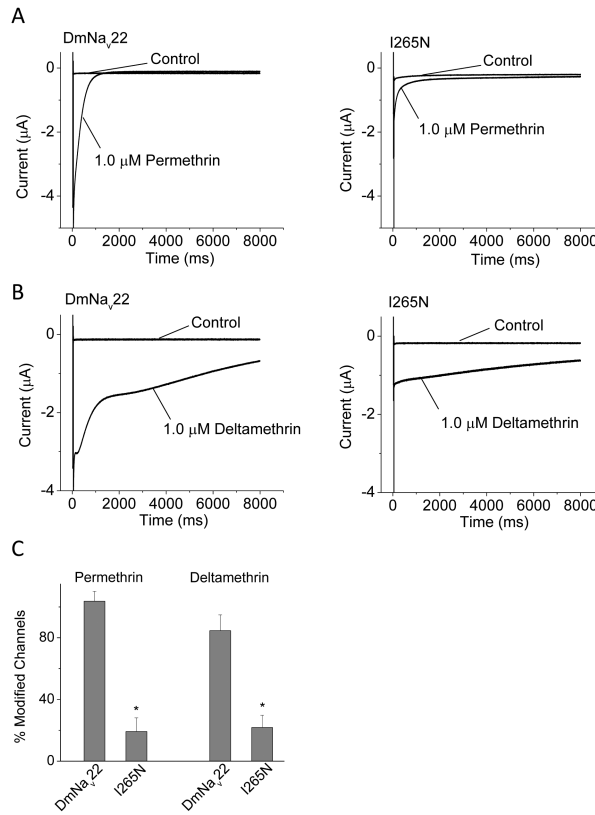 A
DmNav22
Control
1.0 µM Permethrin
Current (µA)
0
-2
-4
0 2000 4000 6000 8000
Time (ms)
I265N
Control
1.0 µM Permethrin
Current (µA)
0
-2
-4
0 2000 4000 6000 8000
Time (ms)
B
DmNav22
Control
1.0 µM Deltamethrin
Current (µA)
0
-2
-4
0 2000 4000 6000 8000
Time (ms)
I265N
Control
1.0 µM Deltamethrin
Current (µA)
0
-2
-4
0 2000 4000 6000 8000
Time (ms)
C
Permethrin Deltamethrin
% Modified Channels
80
40
0
* *
DmNav22 I265N DmNav22 I265N